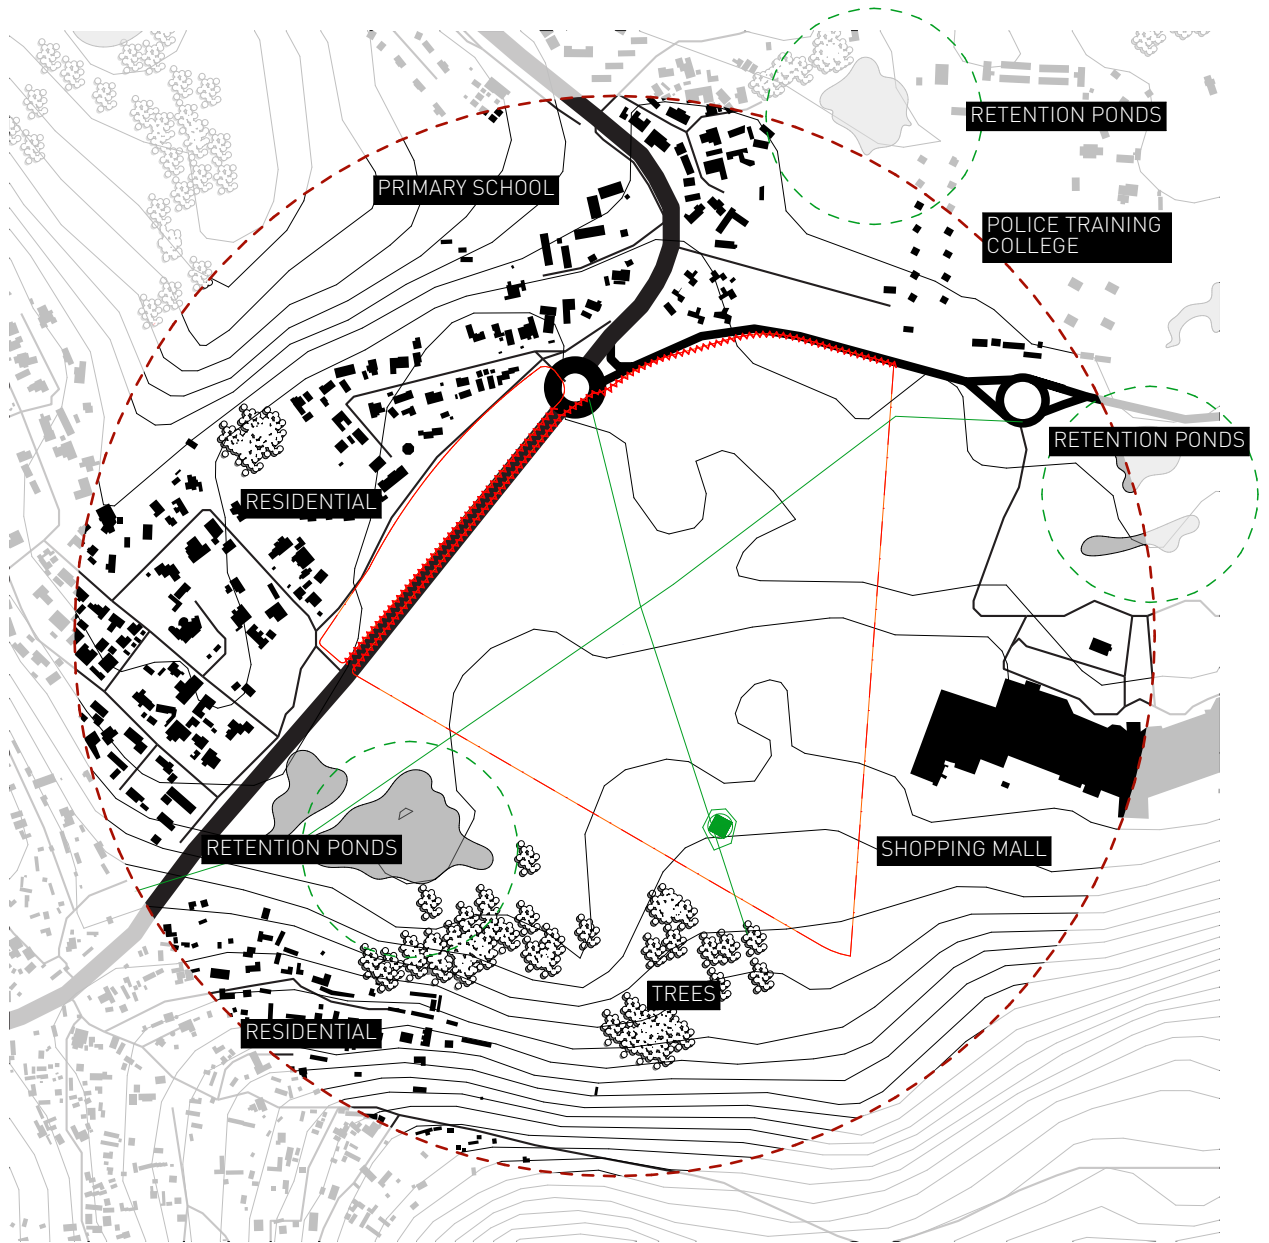 RETENTION PONDS
PRIMARY SCHOOL
POLICE TRAINING
COLLEGE
RETENTION PONDS
RESIDENTIAL
RETENTION PONDS
SHOPPING MALL
TREES
RESIDENTIAL